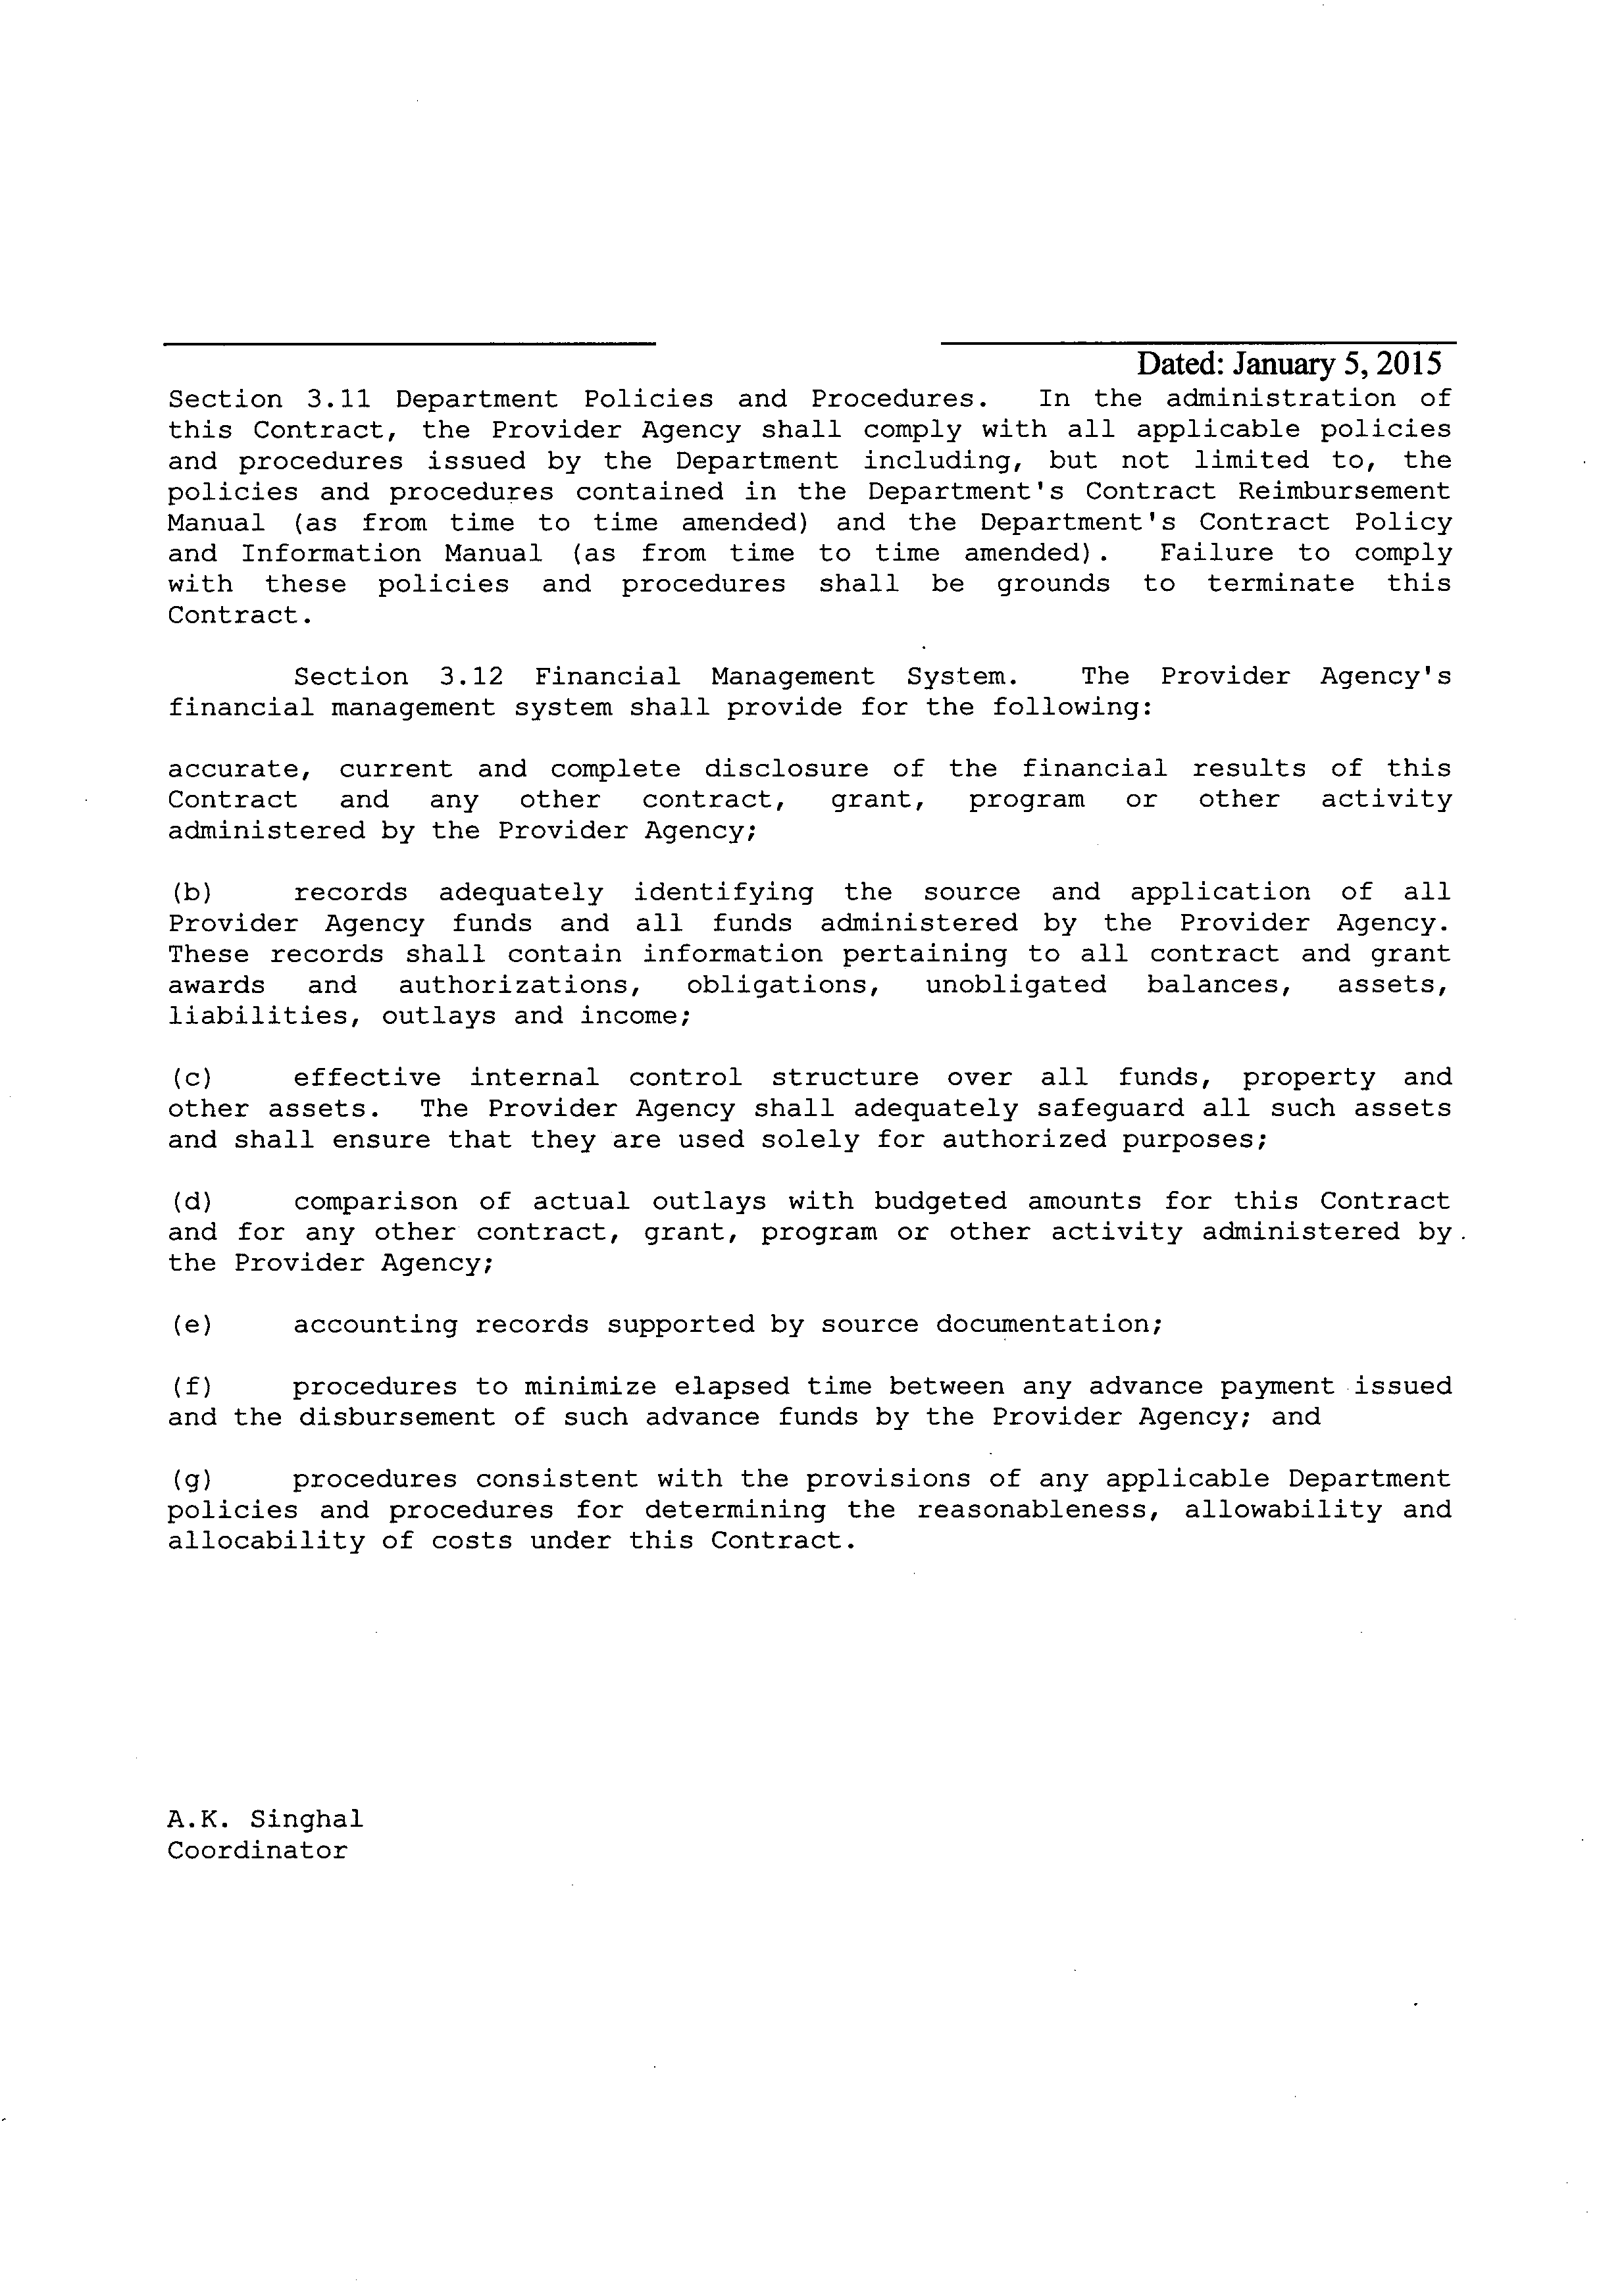 Dated: January 5, 2015
Section 3.11 Department Policies and Procedures. In the administration of
this Contract, the Provider Agency shall comply with all applicable policies
and procedures issued by the Department including, but not limited to, the
policies and procedures contained in the Department's Contract Reimbursement
Manual (as from time to time amended) and the Department's Contract Policy
and Information Manual (as from time to time amended). Failure to comply
with these policies and procedures shall be grounds to terminate this
Contract.
Section 3.12 Financial Management System. The Provider Agency's
financial management system shall provide for the following:
accurate, current and complete disclosure of the financial results of this
Contract and any other contract, grant, program or other activity
administered by the Provider Agency;
(b) records adequately identifying the source and application of all
Provider Agency funds and all funds administered by the Provider Agency.
These records shall contain information pertaining to all contract and grant
awards and authorizations, obligations, unobligated balances, assets,
liabilities, outlays and income;
(c) effective internal control structure over all funds, property and
other assets. The Provider Agency shall adequately safeguard all such assets
and shall ensure that they are used solely for authorized purposes;
(d) comparison of actual outlays with budgeted amounts for this Contract
and for any other contract, grant, program or other activity administered by
the Provider Agency;
(e) accounting records supported by source documentation;
(f) procedures to minimize elapsed time between any advance payment issued
and the disbursement of such advance funds by the Provider Agency; and
(g) procedures consistent with the provisions of any applicable Department
policies and procedures for determining the reasonableness, allowability and
allocability of costs under this Contract.
A.K. Singhal
Coordinator